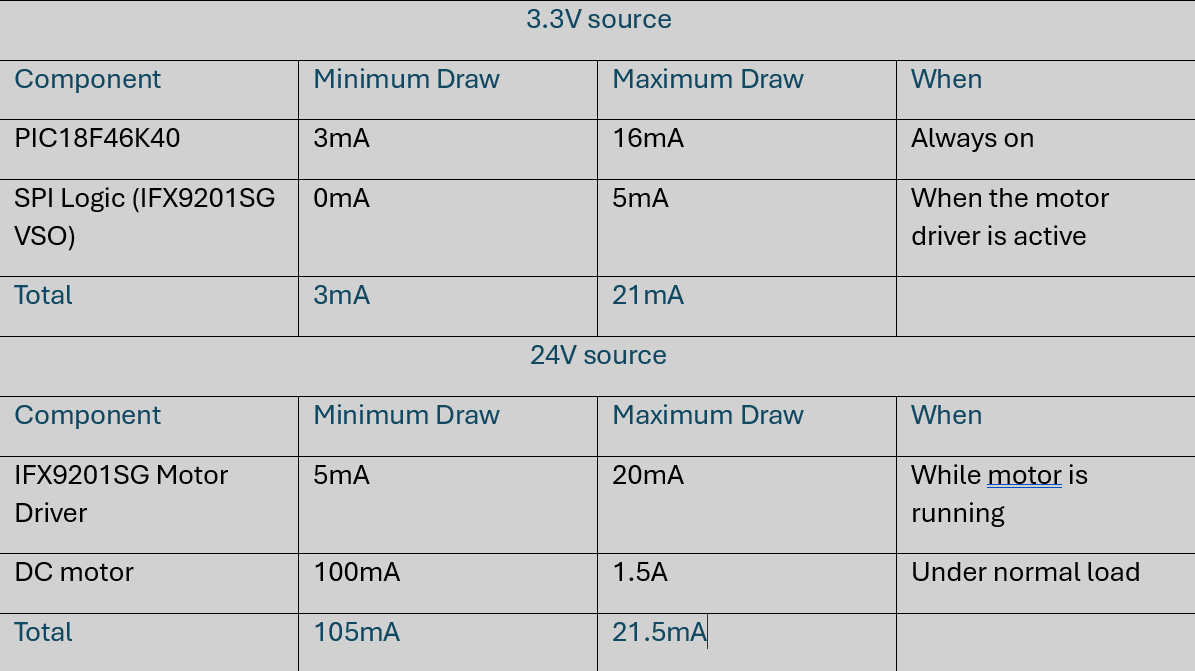 3.3V source
Component Minimum Draw Maximum Draw When
PIC18F46K40 3mA 16mA Always on
SPI Logic (IFX9201SG 0mA 5mA When the motor
VSO) driver is active
Total 3mA 21mA
24V source
Component Minimum Draw Maximum Draw When
IFX9201SG Motor 5mA 20mA While motor is
Driver running
DC motor 100mA 1.5A Under normal load
Total 105mA 21.5mA